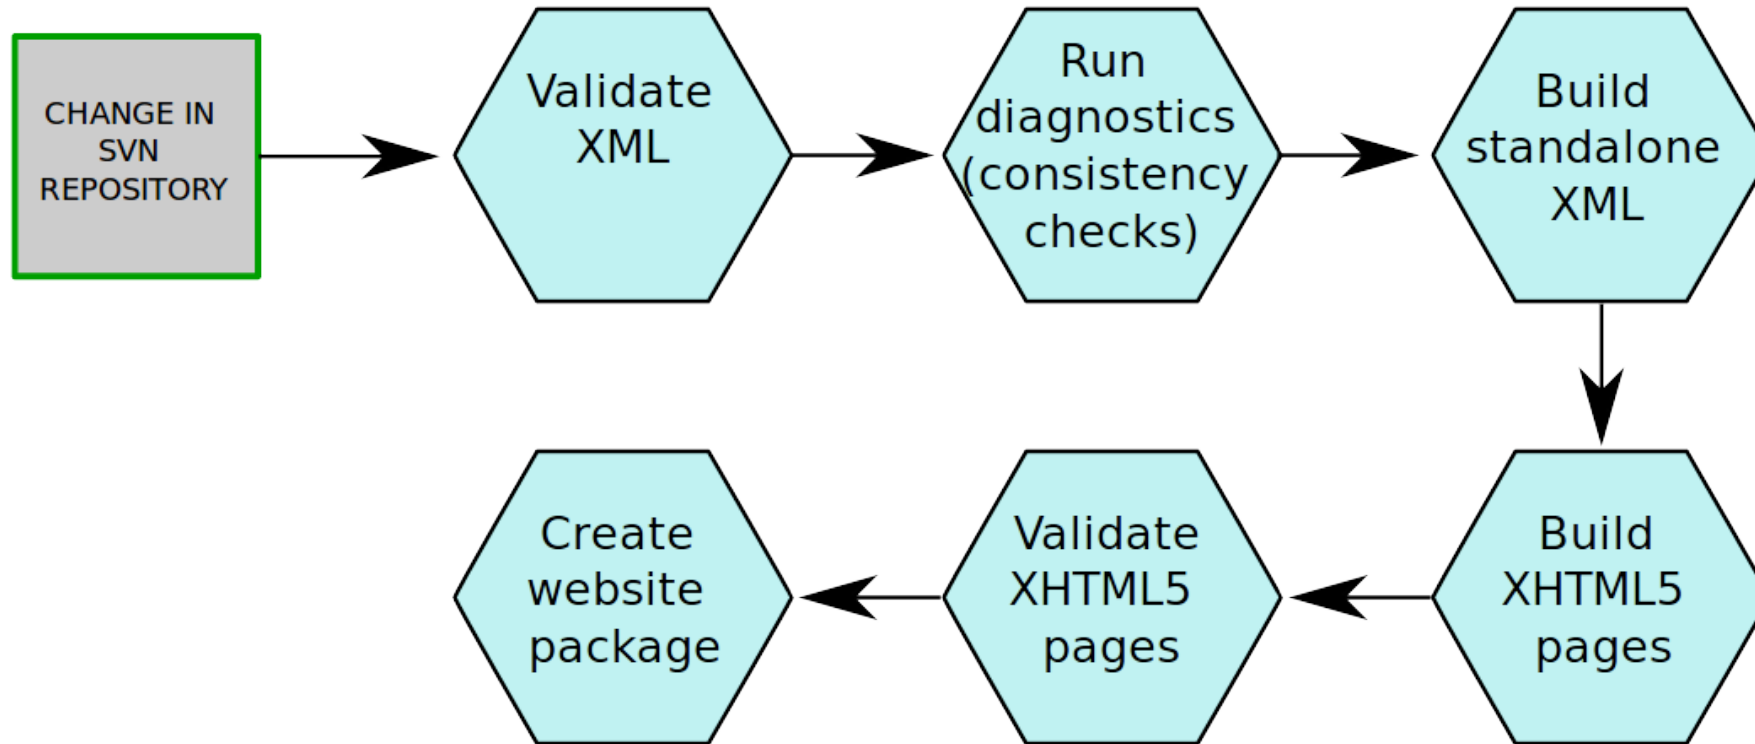 CHANGE IN
SVN
REPOSITORY
Validate
XML
Run
diagnostics
(consistency
checks)
Build
standalone
XML
Build
XHTML5
pages
Validate
XHTML5
pages
Create
website
package